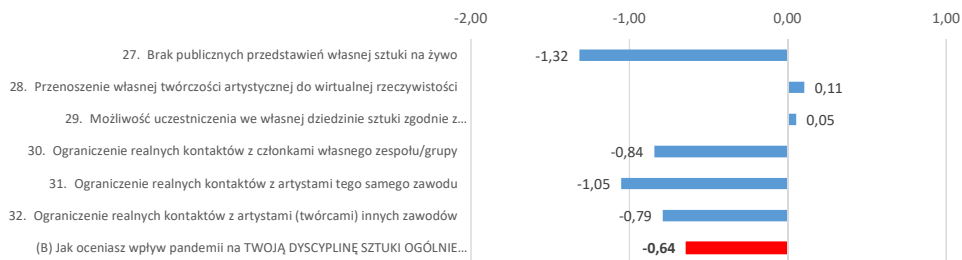 -2,00 -1,00 0,00 1,00
27. Brak publicznych przedstawień własnej sztuki na żywo -1,32
28. Przenoszenie własnej twórczości artystycznej do wirtualnej rzeczywistości 0,11
29. Możliwość uczestniczenia we własnej dziedzinie sztuki zgodnie z… 0,05
30. Ograniczenie realnych kontaktów z członkami własnego zespołu/grupy -0,84
31. Ograniczenie realnych kontaktów z artystami tego samego zawodu -1,05
32. Ograniczenie realnych kontaktów z artystami (twórcami) innych zawodów -0,79
(B) Jak oceniasz wpływ pandemii na TWOJĄ DYSCYPLINĘ SZTUKI OGÓLNIE… -0,64